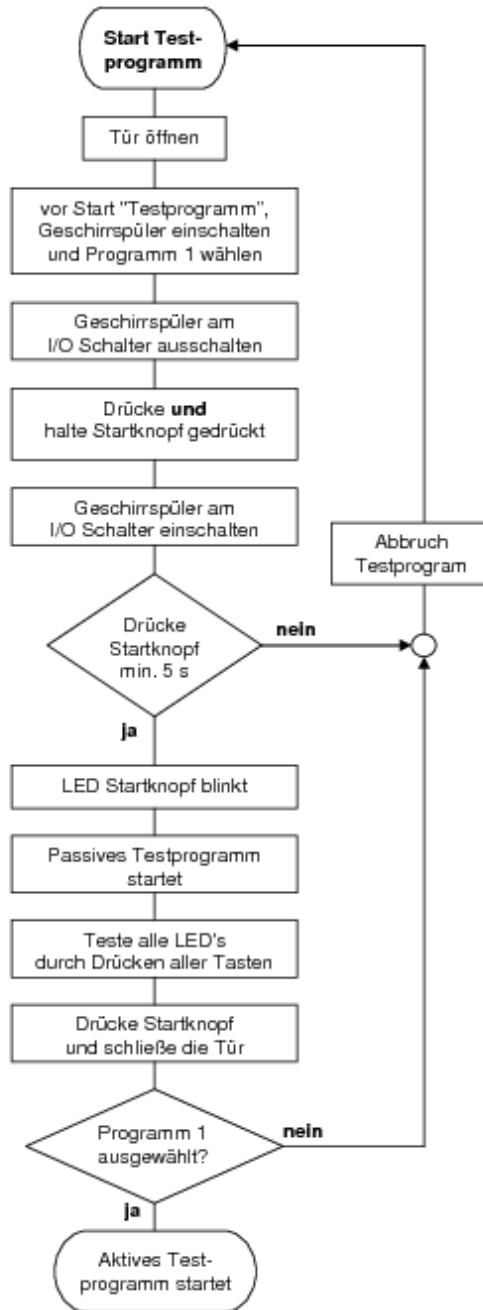 Start Test-
programm
Tür öffnen
vor Start "Testprogramm",
Geschirrspüler einschalten
und Programm 1 wählen
Geschirrspüler am
I/O Schalter ausschalten
Drücke und
halte Startknopf gedrückt
Geschirrspüler am
I/O Schalter einschalten
Abbruch
Testprogram
Drücke
Startknopf
min. 5 s
nein
ja
LED Startknopf blinkt
Passives Testprogramm
startet
Teste alle LED's
durch Drücken aller Tasten
Drücke Startknopf
und schließe die Tür
Programm 1
ausgewählt?
nein
ja
Aktives Test-
programm startet